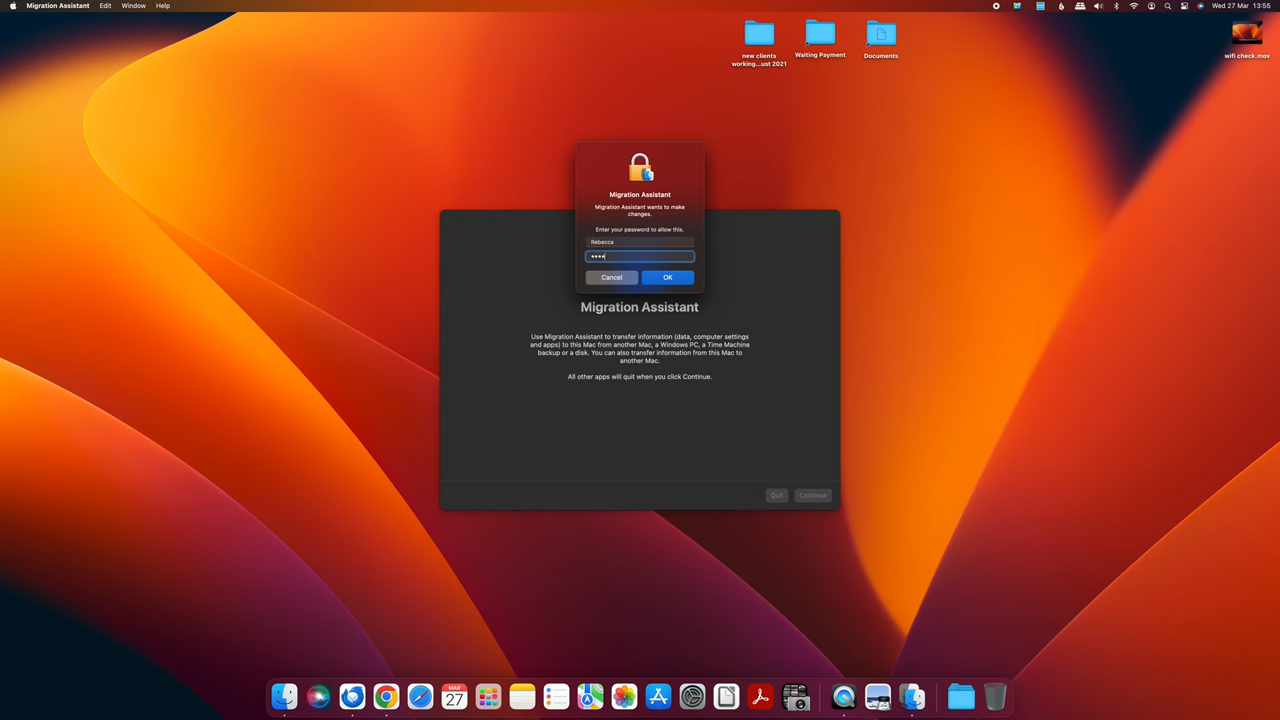 Migration Assistant Edit Window Help Wed 27 Mar 13:55
new clients
working...ust 2021
Waiting Payment
Documents
wifi check.mov
Migration Assistant
Migration Assistant wants to make
changes.
Enter your password to allow this.
Rebecca
••••
Cancel OK
Migration Assistant
Use Migration Assistant to transfer information (data, computer settings
and apps) to this Mac from another Mac, a Windows PC, a Time Machine
backup or a disk. You can also transfer information from this Mac to
another Mac.
All other apps will quit when you click Continue.
Quit Continue
MAR
27